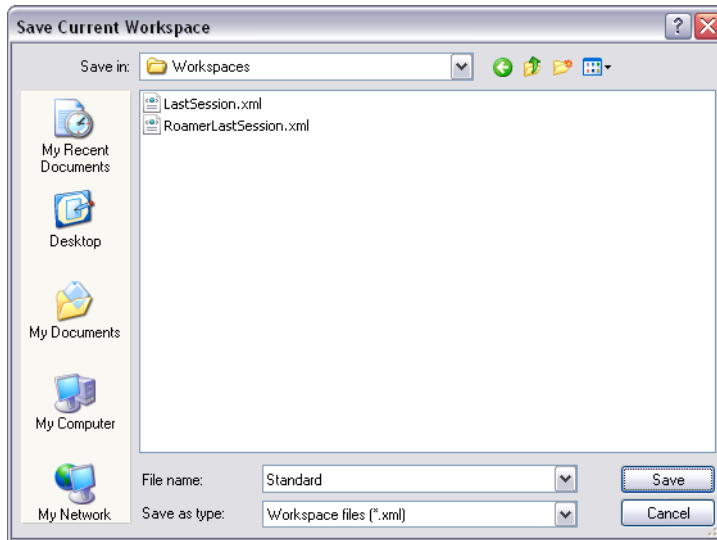 Save Current Workspace
Save in: Workspaces
LastSession.xml
RoamerLastSession.xml
My Recent
Documents
Desktop
My Documents
My Computer
My Network
File name: Standard Save
Save as type: Workspace files (*.xml) Cancel